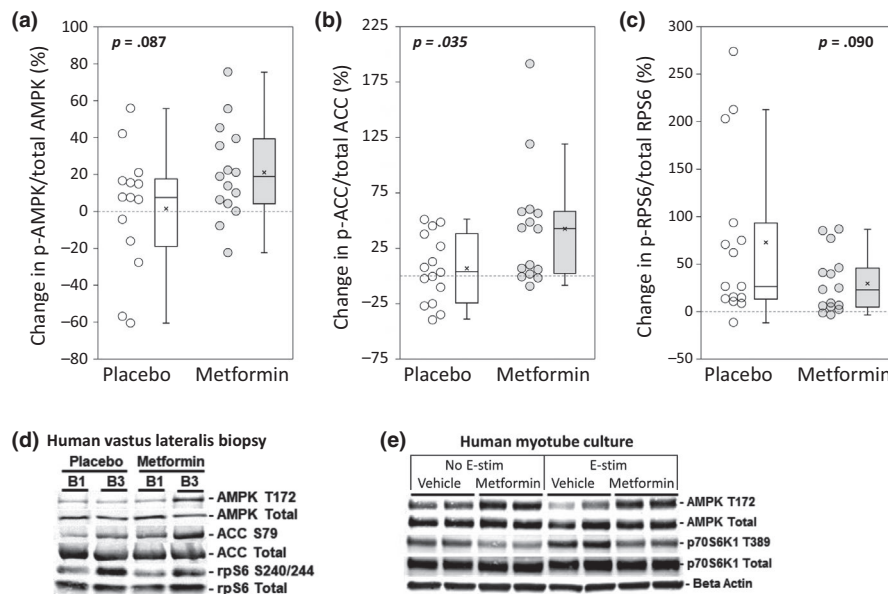 (a)
p = .087
Change in p-AMPK/total AMPK (%)
100
80
60
40
20
0
−20
−40
−60
−80
Placebo Metformin
(b)
p = .035
Change in p-ACC/total ACC (%)
225
175
125
75
25
−25
−75
Placebo Metformin
(c)
p = .090
Change in p-RPS6/total RPS6 (%)
300
250
200
150
100
50
0
−50
Placebo Metformin
(d) Human vastus lateralis biopsy
Placebo Metformin
B1 B3 B1 B3
- AMPK T172
- AMPK Total
- ACC S79
- ACC Total
- rpS6 S240/244
- rpS6 Total
(e) Human myotube culture
No E-stim E-stim
Vehicle Metformin Vehicle Metformin
- AMPK T172
- AMPK Total
- p70S6K1 T389
- p70S6K1 Total
- Beta Actin